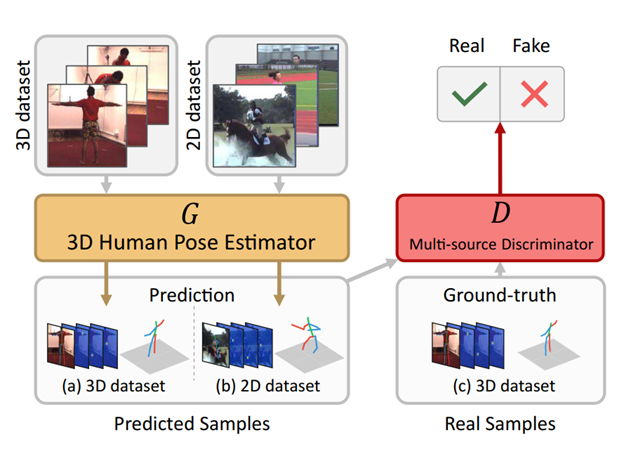 3D dataset
2D dataset
Real
Fake
G
3D Human Pose Estimator
D
Multi-source Discriminator
Prediction
(a) 3D dataset
(b) 2D dataset
Ground-truth
(c) 3D dataset
Predicted Samples
Real Samples